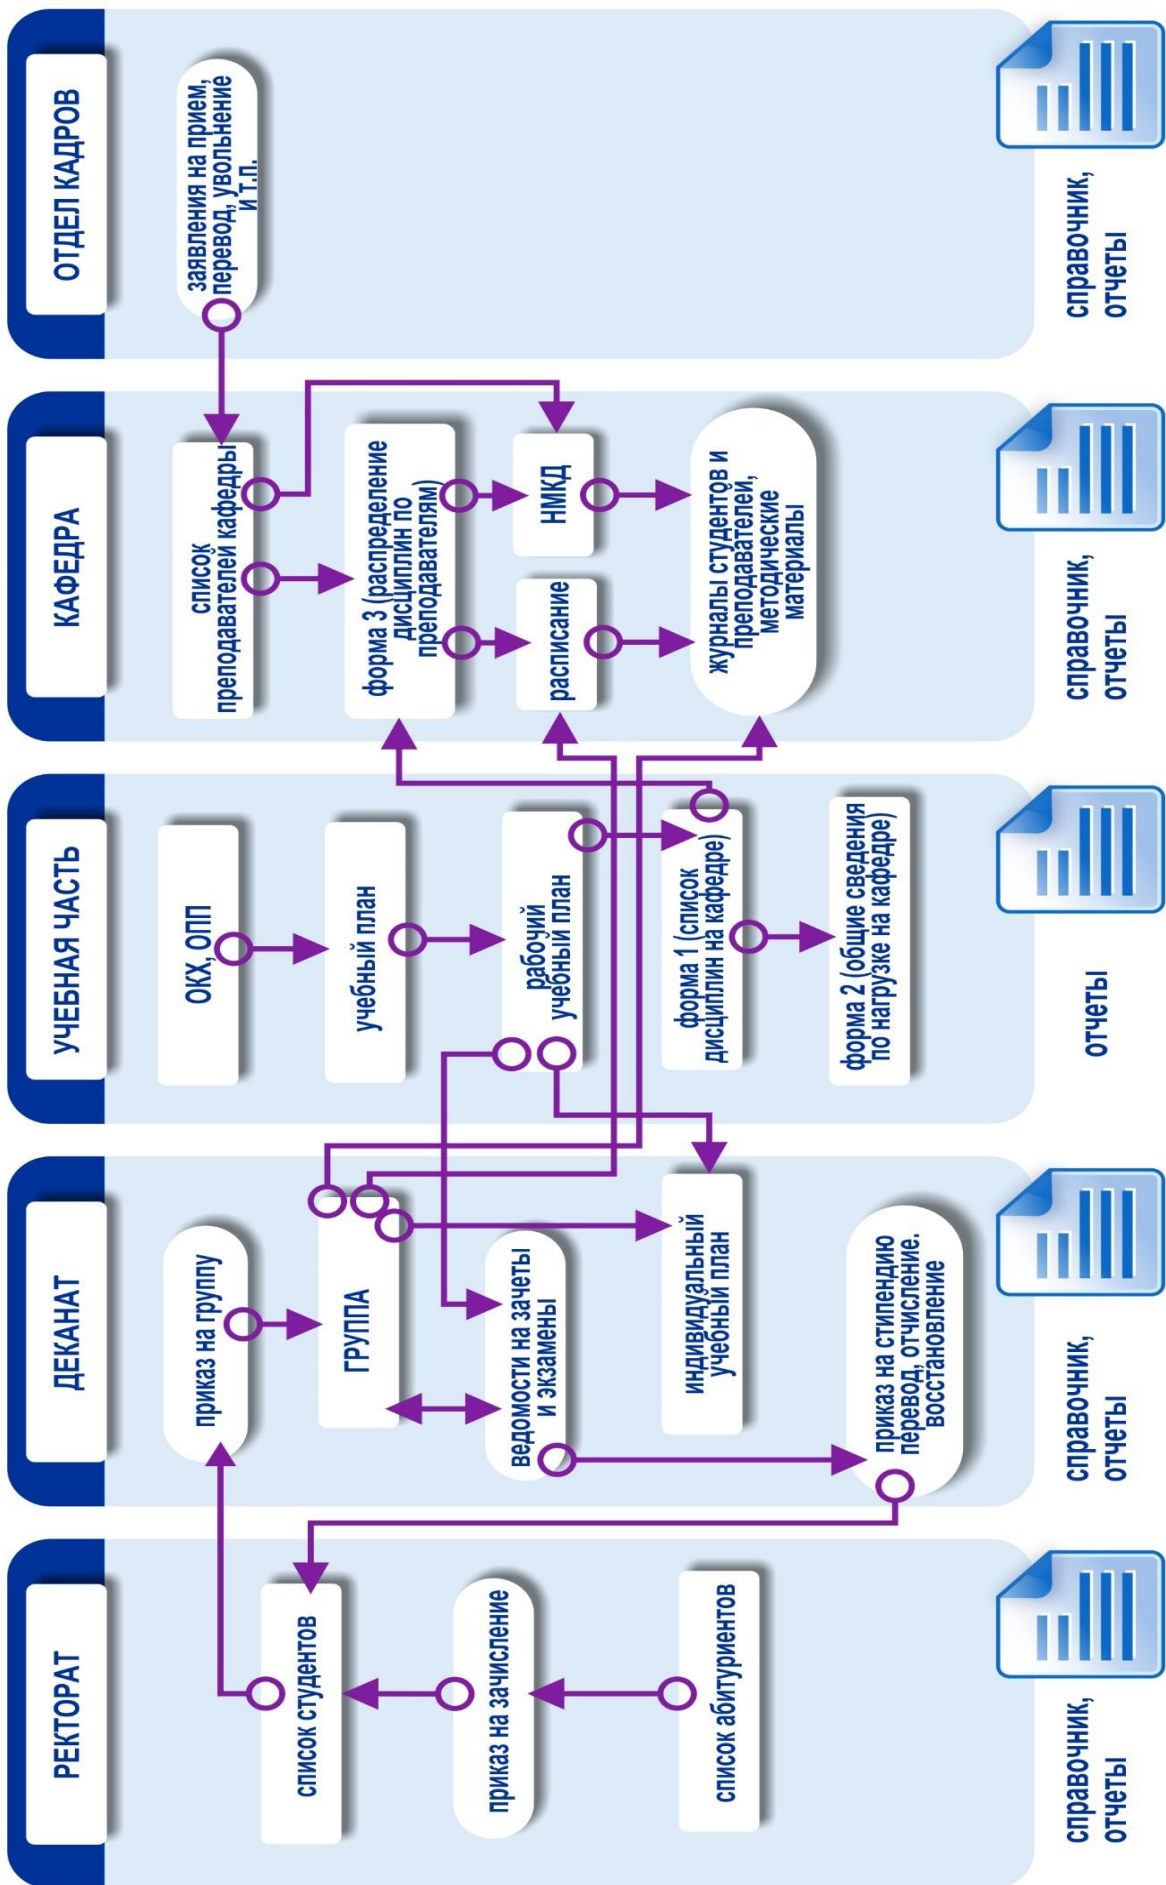 РЕКТОРАТ
список студентов
приказ на зачисление
список абитуриентов
справочник,
отчеты
ДЕКАНАТ
приказ на группу
ГРУППА
ведомости на зачеты
и экзамены
индивидуальный
учебный план
приказ на стипендию
перевод, отчисление.
восстановление
справочник,
отчеты
УЧЕБНАЯ ЧАСТЬ
ОКХ, ОПП
учебный план
рабочий
учебный план
форма 1 (список
дисциплин на кафедре)
форма 2 (общие сведения
по нагрузке на кафедре)
отчеты
КАФЕДРА
список
преподавателей кафедры
форма 3 (распределение
дисциплин по
преподавателям)
расписание
НМКД
журналы студентов и
преподавателей,
методические
материалы
справочник,
отчеты
ОТДЕЛ КАДРОВ
заявления на прием,
перевод, увольнение
и т.п.
справочник,
отчеты